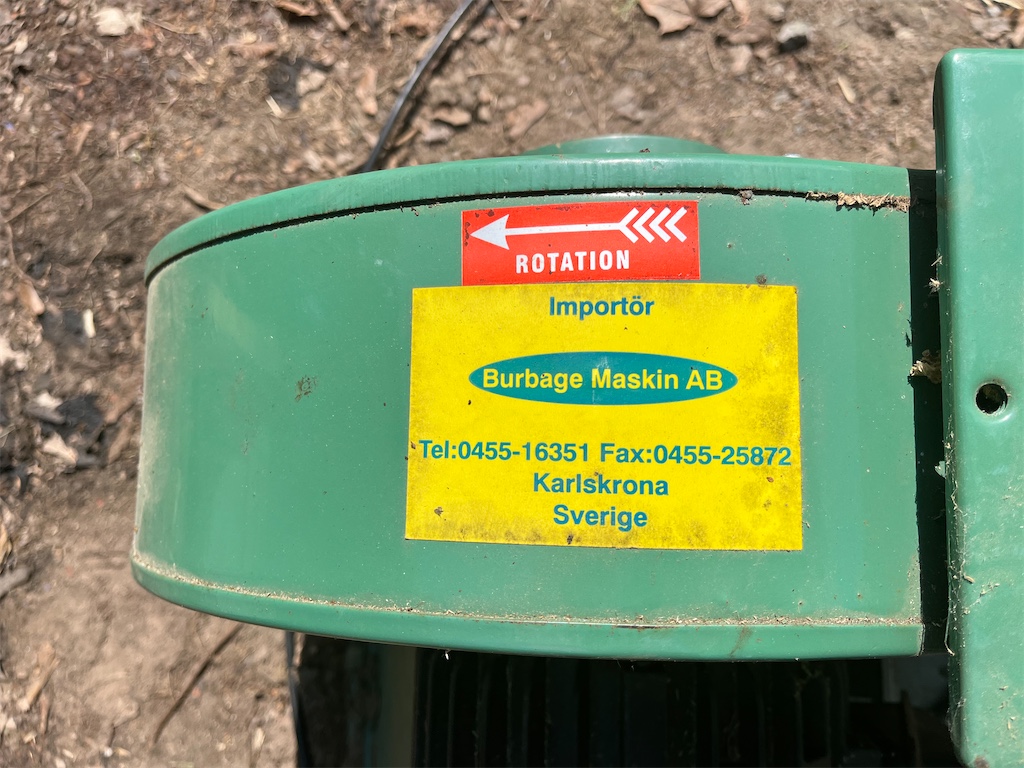 ROTATION
Importör
Burbage Maskin AB
Tel:0455-16351 Fax:0455-25872
Karlskrona
Sverige